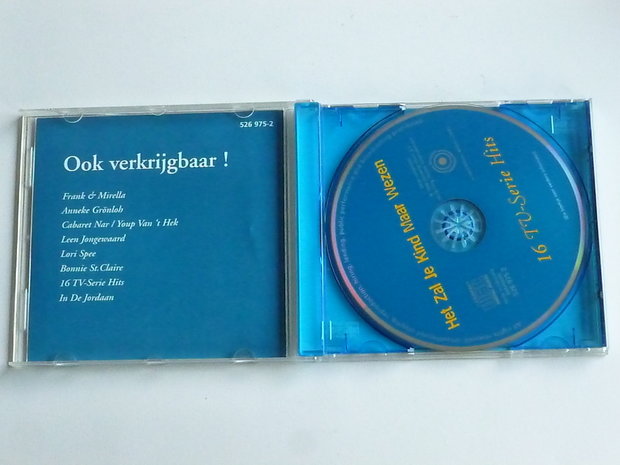 526 975-2
Ook verkrijgbaar !
Frank & Mirella
Anneke Grönloh
Cabaret Nar / Youp Van 't Hek
Leen Jongewaard
Lori Spee
Bonnie St. Claire
16 TV-Serie Hits
In De Jordaan
Het Zal Je Kind Maar Wezen
16 TV-Serie Hits